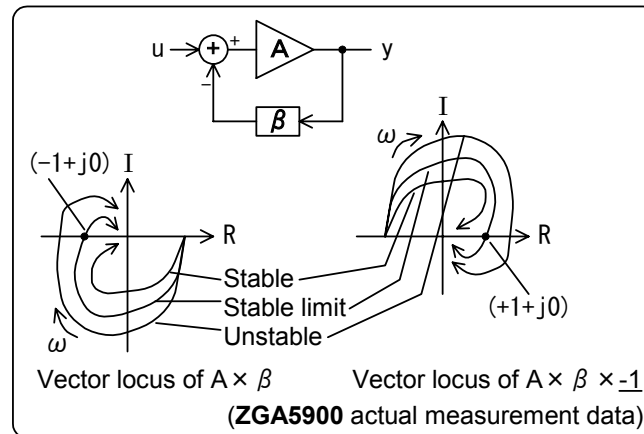 u + + A y
−
β
(-1+j0)
I
R
ω
I
ω
R
(+1+j0)
Stable
Stable limit
Unstable
Vector locus of A × β
Vector locus of A × β × -1
(ZGA5900 actual measurement data)